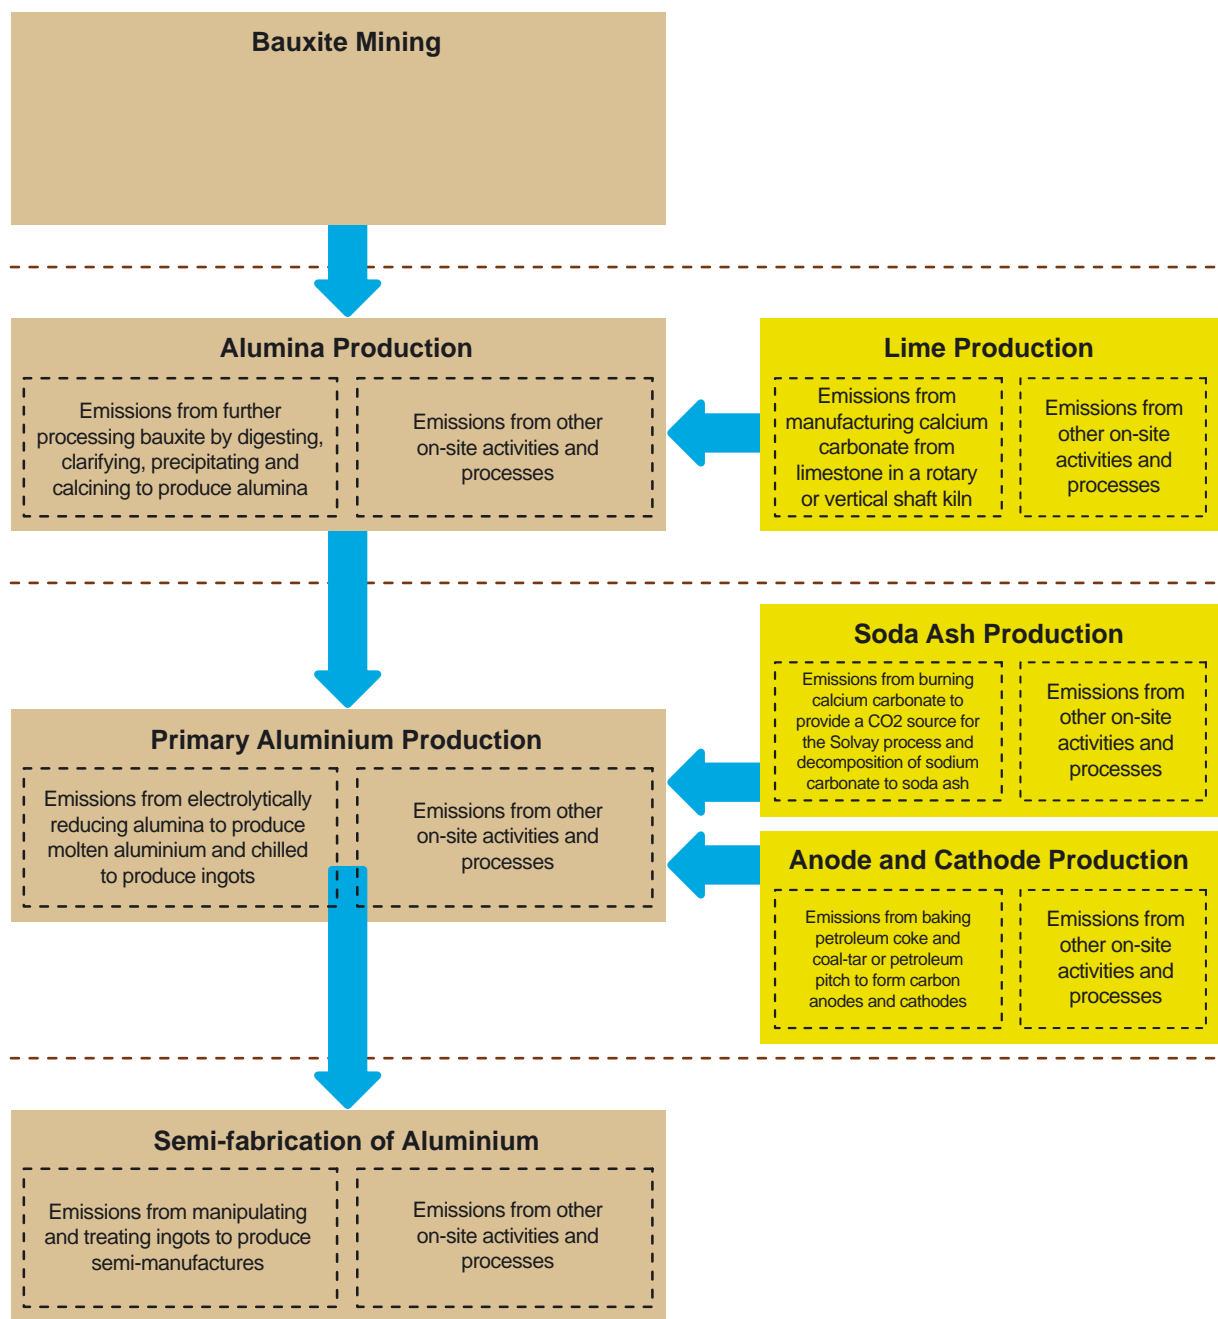 Bauxite Mining
Alumina Production
Emissions from further
processing bauxite by digesting,
clarifying, precipitating and
calcining to produce alumina
Emissions from other
on-site activities and
processes
Lime Production
Emissions from
manufacturing calcium
carbonate from
limestone in a rotary
or vertical shaft kiln
Emissions from
other on-site
activities and
processes
Soda Ash Production
Emissions from burning
calcium carbonate to
provide a CO2 source for
the Solvay process and
decomposition of sodium
carbonate to soda ash
Emissions from
other on-site
activities and
processes
Primary Aluminium Production
Emissions from electrolytically
reducing alumina to produce
molten aluminium and chilled
to produce ingots
Emissions from other
on-site activities and
processes
Anode and Cathode Production
Emissions from baking
petroleum coke and
coal-tar or petroleum
pitch to form carbon
anodes and cathodes
Emissions from
other on-site
activities and
processes
Semi-fabrication of Aluminium
Emissions from manipulating
and treating ingots to produce
semi-manufactures
Emissions from other
on-site activities and
processes